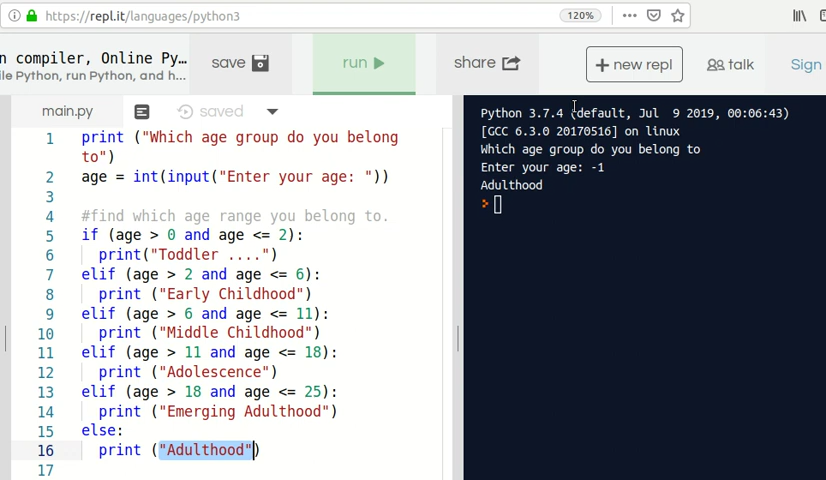 https://repl.it/languages/python3
120%
n compiler, Online Py...
ile Python, run Python, and h...
save
run
share
+ new repl
talk
Sign
main.py
saved
1 print ("Which age group do you belong
to")
2 age = int(input("Enter your age: "))
3
4 #find which age range you belong to.
5 if (age > 0 and age <= 2):
6 print("Toddler ....")
7 elif (age > 2 and age <= 6):
8 print ("Early Childhood")
9 elif (age > 6 and age <= 11):
10 print ("Middle Childhood")
11 elif (age > 11 and age <= 18):
12 print ("Adolescence")
13 elif (age > 18 and age <= 25):
14 print ("Emerging Adulthood")
15 else:
16 print ("Adulthood")
17
Python 3.7.4 (default, Jul  9 2019, 00:06:43)
[GCC 6.3.0 20170516] on linux
Which age group do you belong to
Enter your age: -1
Adulthood